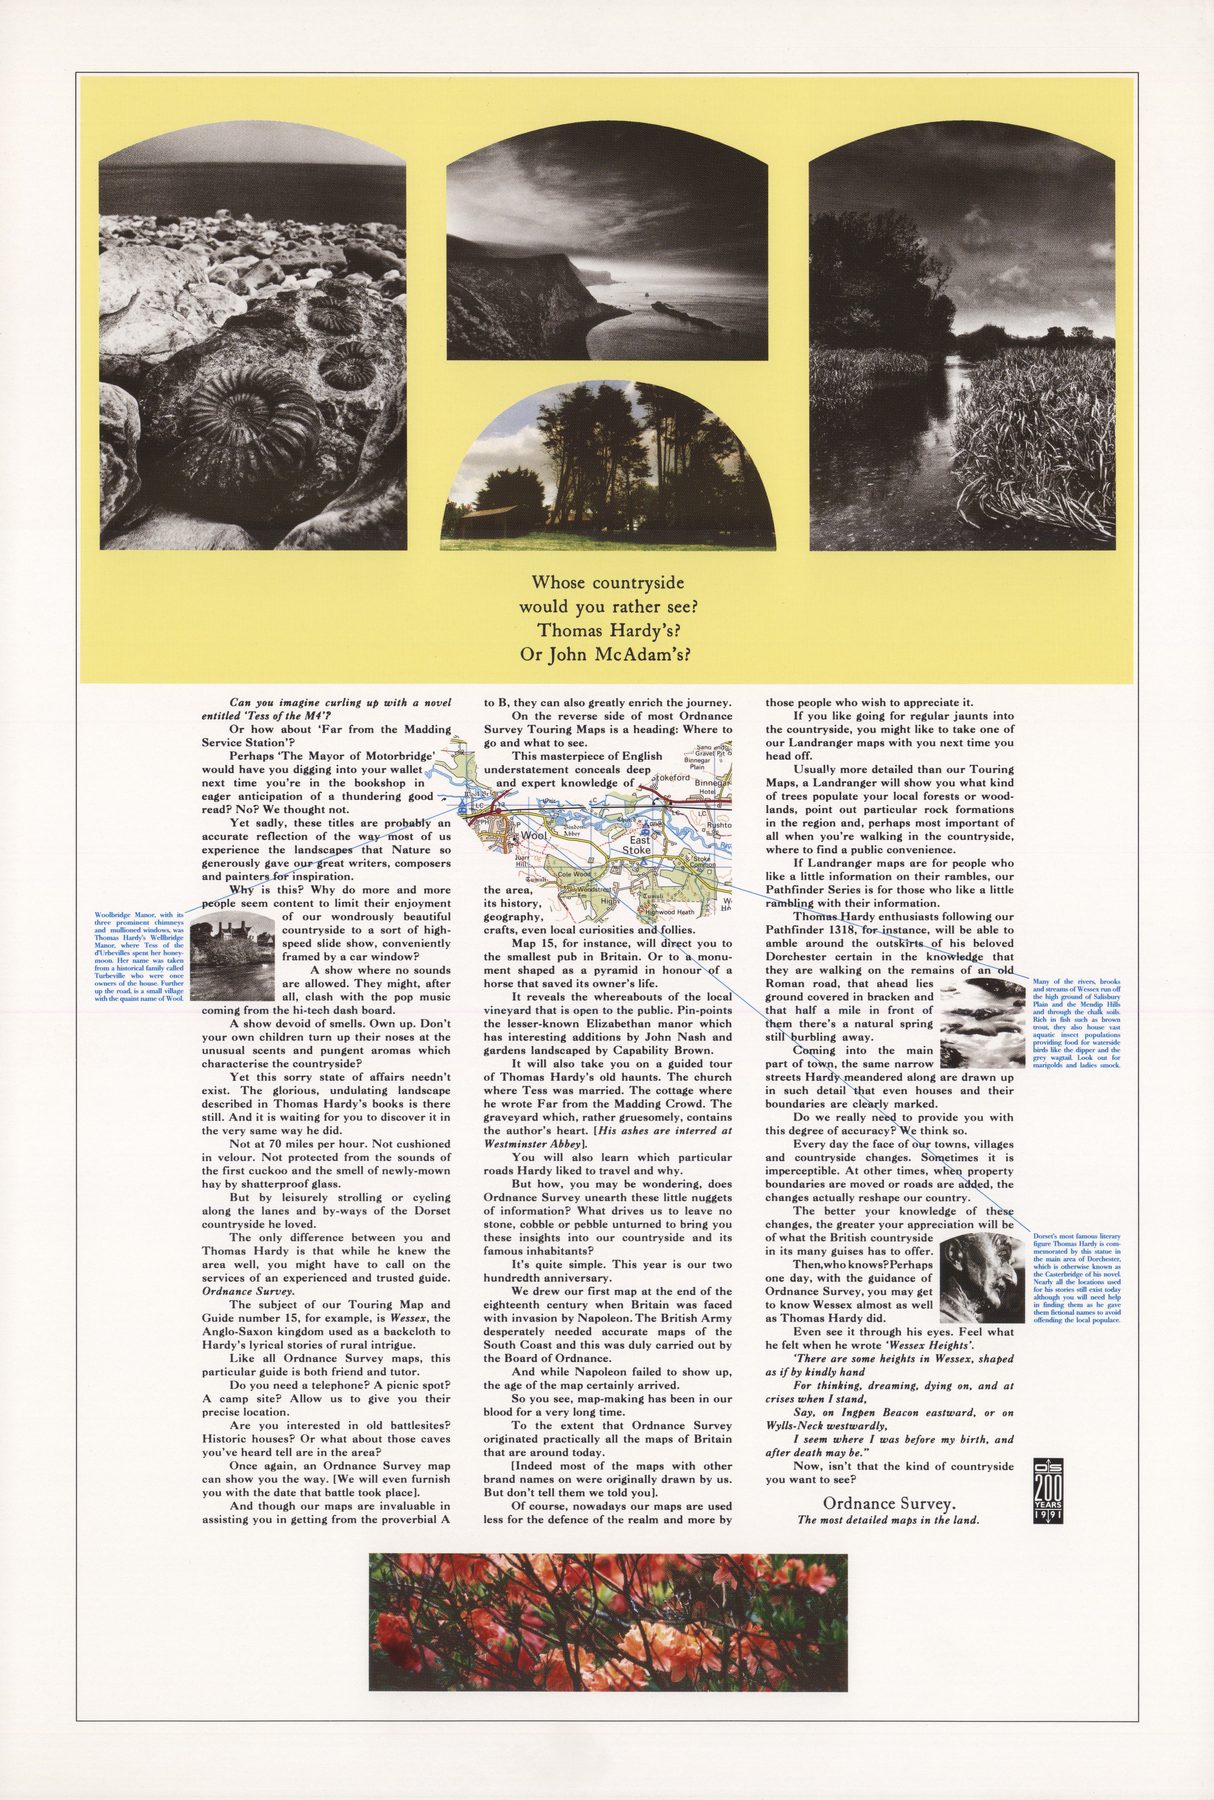 Whose countryside
would you rather see?
Thomas Hardy's?
Or John McAdam's?
Can you imagine curling up with a novel
entitled 'Tess of the M4'?
Or how about 'Far from the Madding
Service Station'?
Perhaps 'The Mayor of Motorbridge'
would have you digging into your wallet
next time you're in the bookshop in
eager anticipation of a thundering good
read? No? We thought not.
Yet sadly, these titles are probably an
accurate reflection of the way most of us
experience the landscapes that Nature so
generously gave our great writers, composers
and painters for inspiration.
Why is this? Why do more and more
people seem content to limit their enjoyment
of our wondrously beautiful
countryside to a sort of high-
speed slide show, conveniently
framed by a car window?
A show where no sounds
are allowed. They might, after
all, clash with the pop music
coming from the hi-tech dash board.
A show devoid of smells. Own up. Don't
your own children turn up their noses at the
unusual scents and pungent aromas which
characterise the countryside?
Yet this sorry state of affairs needn't
exist. The glorious, undulating landscape
described in Thomas Hardy's books is there
still. And it is waiting for you to discover it in
the very same way he did.
Not at 70 miles per hour. Not cushioned
in velour. Not protected from the sounds of
the first cuckoo and the smell of newly-mown
hay by shatterproof glass.
But by leisurely strolling or cycling
along the lanes and by-ways of the Dorset
countryside he loved.
The only difference between you and
Thomas Hardy is that while he knew the
area well, you might have to call on the
services of an experienced and trusted guide.
Ordnance Survey.
The subject of our Touring Map and
Guide number 15, for example, is Wessex, the
Anglo-Saxon kingdom used as a backcloth to
Hardy's lyrical stories of rural intrigue.
Like all Ordnance Survey maps, this
particular guide is both friend and tutor.
Do you need a telephone? A picnic spot?
A camp site? Allow us to give you their
precise location.
Are you interested in old battlesites?
Historic houses? Or what about those caves
you've heard tell are in the area?
Once again, an Ordnance Survey map
can show you the way. [We will even furnish
you with the date that battle took place].
And though our maps are invaluable in
assisting you in getting from the proverbial A
Woolbridge Manor, with its
three prominent chimneys
and mullioned windows, was
Thomas Hardy's Wellbridge
Manor, where Tess of the
d'Urbevilles spent her honey-
moon. Her name was taken
from a historical family called
Turbeville who were once
owners of the house. Further
up the road, is a small village
with the quaint name of Wool.
to B, they can also greatly enrich the journey.
On the reverse side of most Ordnance
Survey Touring Maps is a heading: Where to
go and what to see.
This masterpiece of English
understatement conceals deep
and expert knowledge of
the area,
its history,
geography,
crafts, even local curiosities and follies.
Map 15, for instance, will direct you to
the smallest pub in Britain. Or to a monu-
ment shaped as a pyramid in honour of a
horse that saved its owner's life.
It reveals the whereabouts of the local
vineyard that is open to the public. Pin-points
the lesser-known Elizabethan manor which
has interesting additions by John Nash and
gardens landscaped by Capability Brown.
It will also take you on a guided tour
of Thomas Hardy's old haunts. The church
where Tess was married. The cottage where
he wrote Far from the Madding Crowd. The
graveyard which, rather gruesomely, contains
the author's heart. [His ashes are interred at
Westminster Abbey].
You will also learn which particular
roads Hardy liked to travel and why.
But how, you may be wondering, does
Ordnance Survey unearth these little nuggets
of information? What drives us to leave no
stone, cobble or pebble unturned to bring you
these insights into our countryside and its
famous inhabitants?
It's quite simple. This year is our two
hundredth anniversary.
We drew our first map at the end of the
eighteenth century when Britain was faced
with invasion by Napoleon. The British Army
desperately needed accurate maps of the
South Coast and this was duly carried out by
the Board of Ordnance.
And while Napoleon failed to show up,
the age of the map certainly arrived.
So you see, map-making has been in our
blood for a very long time.
To the extent that Ordnance Survey
originated practically all the maps of Britain
that are around today.
[Indeed most of the maps with other
brand names on were originally drawn by us.
But don't tell them we told you].
Of course, nowadays our maps are used
less for the defence of the realm and more by
Sand and
Gravel Pit
Binnegar
Plain
Binnegar
Hotel
LC
Wool
East
Stoke
Stoke
Common
Cole Wood
Woodstreet
Fm
Tumuli
Highwood Heath
those people who wish to appreciate it.
If you like going for regular jaunts into
the countryside, you might like to take one of
our Landranger maps with you next time you
head off.
Usually more detailed than our Touring
Maps, a Landranger will show you what kind
of trees populate your local forests or wood-
lands, point out particular rock formations
in the region and, perhaps most important of
all when you're walking in the countryside,
where to find a public convenience.
If Landranger maps are for people who
like a little information on their rambles, our
Pathfinder Series is for those who like a little
rambling with their information.
Thomas Hardy enthusiasts following our
Pathfinder 1318, for instance, will be able to
amble around the outskirts of his beloved
Dorchester certain in the knowledge that
they are walking on the remains of an old
Roman road, that ahead lies
ground covered in bracken and
that half a mile in front of
them there's a natural spring
still burbling away.
Coming into the main
part of town, the same narrow
streets Hardy meandered along are drawn up
in such detail that even houses and their
boundaries are clearly marked.
Do we really need to provide you with
this degree of accuracy? We think so.
Every day the face of our towns, villages
and countryside changes. Sometimes it is
imperceptible. At other times, when property
boundaries are moved or roads are added, the
changes actually reshape our country.
The better your knowledge of these
changes, the greater your appreciation will be
of what the British countryside
in its many guises has to offer.
Then, who knows? Perhaps
one day, with the guidance of
Ordnance Survey, you may get
to know Wessex almost as well
as Thomas Hardy did.
Even see it through his eyes. Feel what
he felt when he wrote 'Wessex Heights'.
'There are some heights in Wessex, shaped
as if by kindly hand
For thinking, dreaming, dying on, and at
crises when I stand,
Say, on Ingpen Beacon eastward, or on
Wylls-Neck westwardly,
I seem where I was before my birth, and
after death may be."
Now, isn't that the kind of countryside
you want to see?
Ordnance Survey.
The most detailed maps in the land.
Many of the rivers, brooks
and streams of Wessex run off
the high ground of Salisbury
Plain and the Mendip Hills
and through the chalk soils.
Rich in fish such as brown
trout, they also house vast
aquatic insect populations
providing food for waterside
birds like the dipper and the
grey wagtail. Look out for
marigolds and ladies smock.
Dorset's most famous literary
figure Thomas Hardy is com-
memorated by this statue in
the main area of Dorchester,
which is otherwise known as
the Casterbridge of his novel.
Nearly all the locations used
for his stories still exist today
although you will need help
in finding them as he gave
them fictional names to avoid
offending the local populace.
OS
200
YEARS
1991